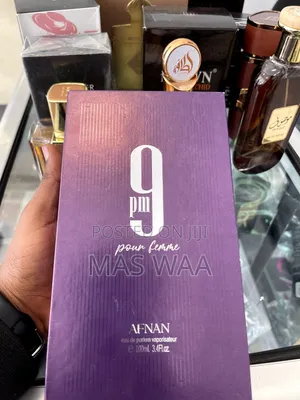 9
pm
POSTED ON JIJI
pour femme
MAS WAA
AFNAN
eau de parfum vaporisateur
℮ 100ml. 3.4Fl.oz.